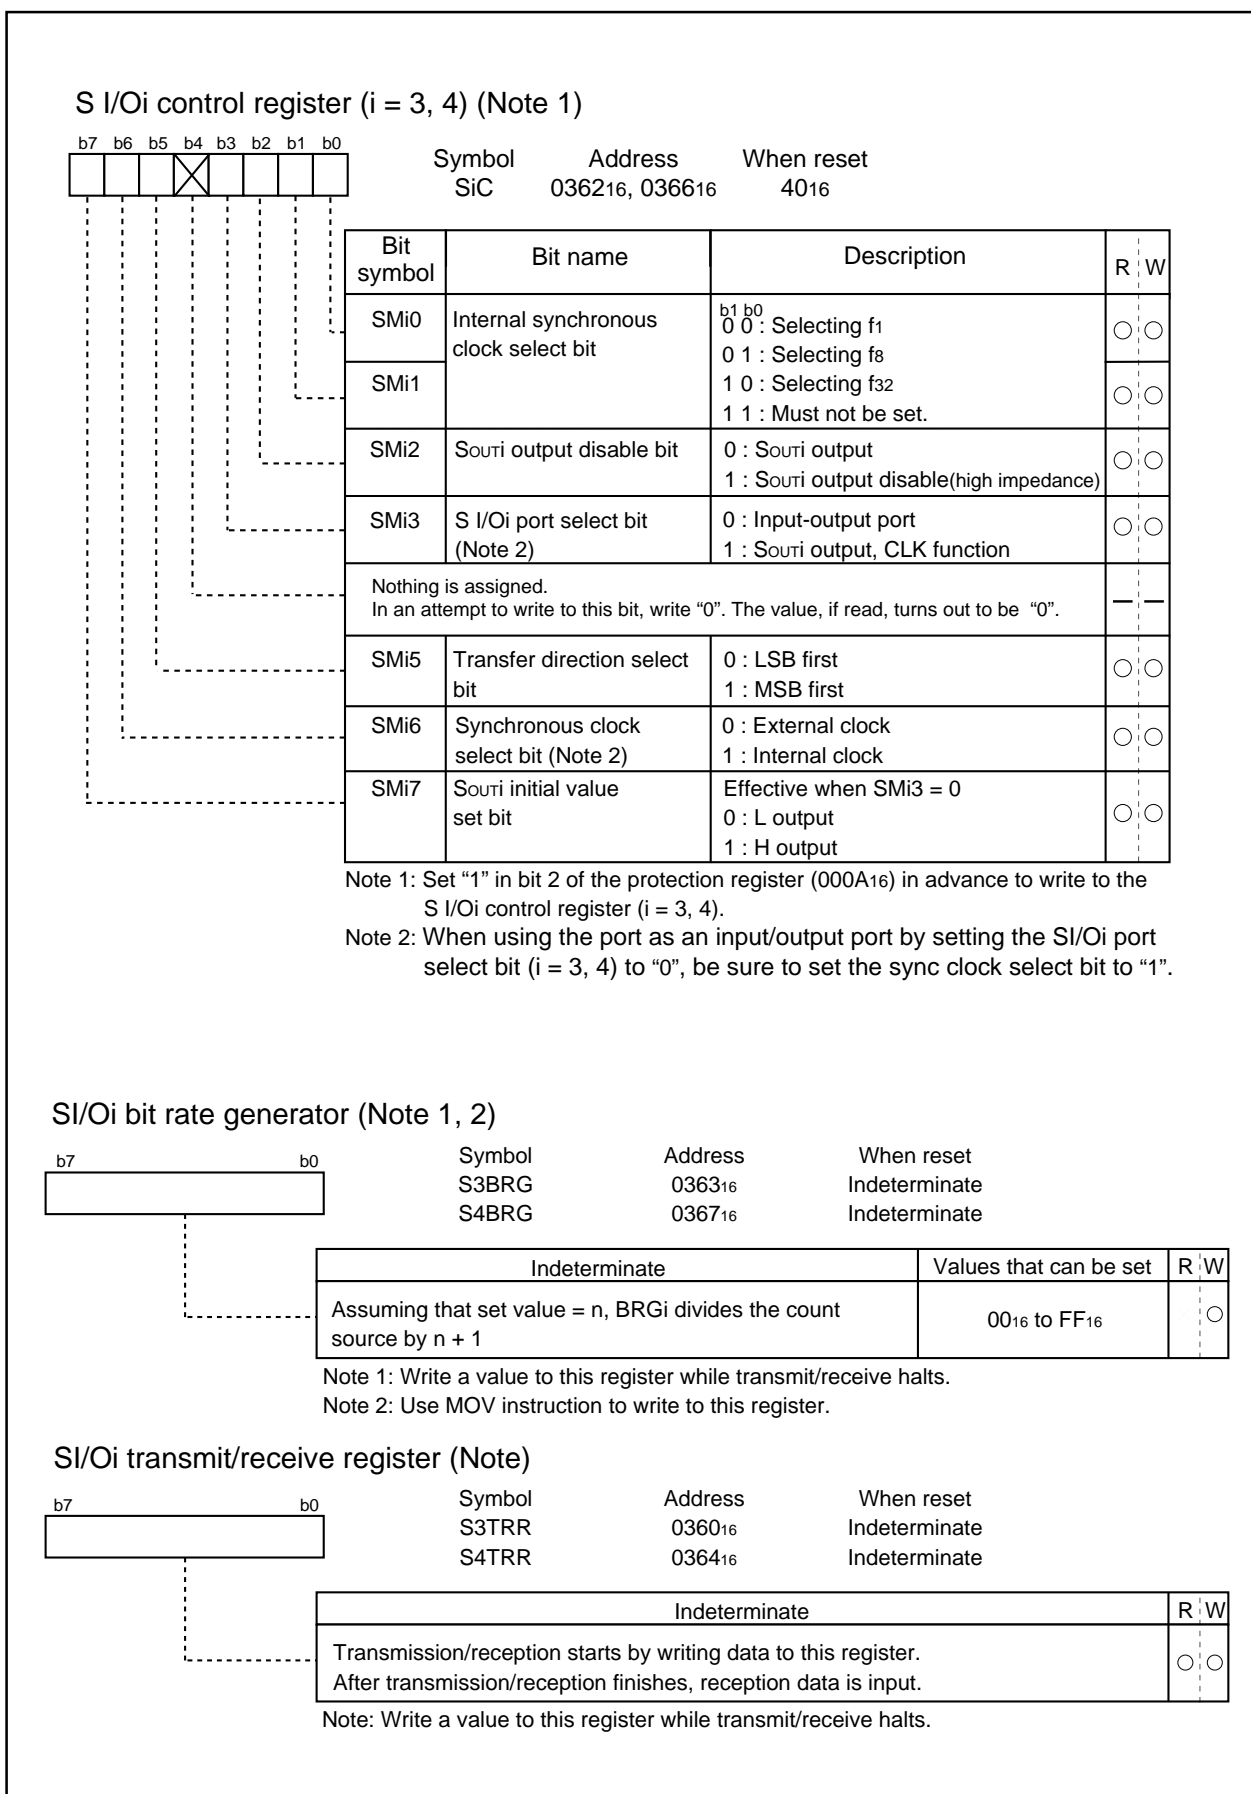 S I/Oi control register (i = 3, 4) (Note 1)
b7 b6 b5 b4 b3 b2 b1 b0
Symbol Address When reset
SiC 036216, 036616 4016
Bit symbol Bit name Description R W
SMi0 Internal synchronous clock select bit b1 b0
0 0 : Selecting f1
0 1 : Selecting f8
SMi1 1 0 : Selecting f32
1 1 : Must not be set.
SMi2 SOUTi output disable bit 0 : SOUTi output
1 : SOUTi output disable(high impedance)
SMi3 S I/Oi port select bit 0 : Input-output port
(Note 2) 1 : SOUTi output, CLK function
Nothing is assigned.
In an attempt to write to this bit, write “0”. The value, if read, turns out to be “0”.
SMi5 Transfer direction select 0 : LSB first
bit 1 : MSB first
SMi6 Synchronous clock 0 : External clock
select bit (Note 2) 1 : Internal clock
SMi7 SOUTi initial value Effective when SMi3 = 0
set bit 0 : L output
1 : H output
Note 1: Set “1” in bit 2 of the protection register (000A16) in advance to write to the
S I/Oi control register (i = 3, 4).
Note 2: When using the port as an input/output port by setting the SI/Oi port
select bit (i = 3, 4) to “0”, be sure to set the sync clock select bit to “1”.
SI/Oi bit rate generator (Note 1, 2)
b7 b0
Symbol Address When reset
S3BRG 036316 Indeterminate
S4BRG 036716 Indeterminate
Indeterminate Values that can be set R W
Assuming that set value = n, BRGi divides the count
source by n + 1 0016 to FF16
Note 1: Write a value to this register while transmit/receive halts.
Note 2: Use MOV instruction to write to this register.
SI/Oi transmit/receive register (Note)
b7 b0
Symbol Address When reset
S3TRR 036016 Indeterminate
S4TRR 036416 Indeterminate
Indeterminate R W
Transmission/reception starts by writing data to this register.
After transmission/reception finishes, reception data is input.
Note: Write a value to this register while transmit/receive halts.